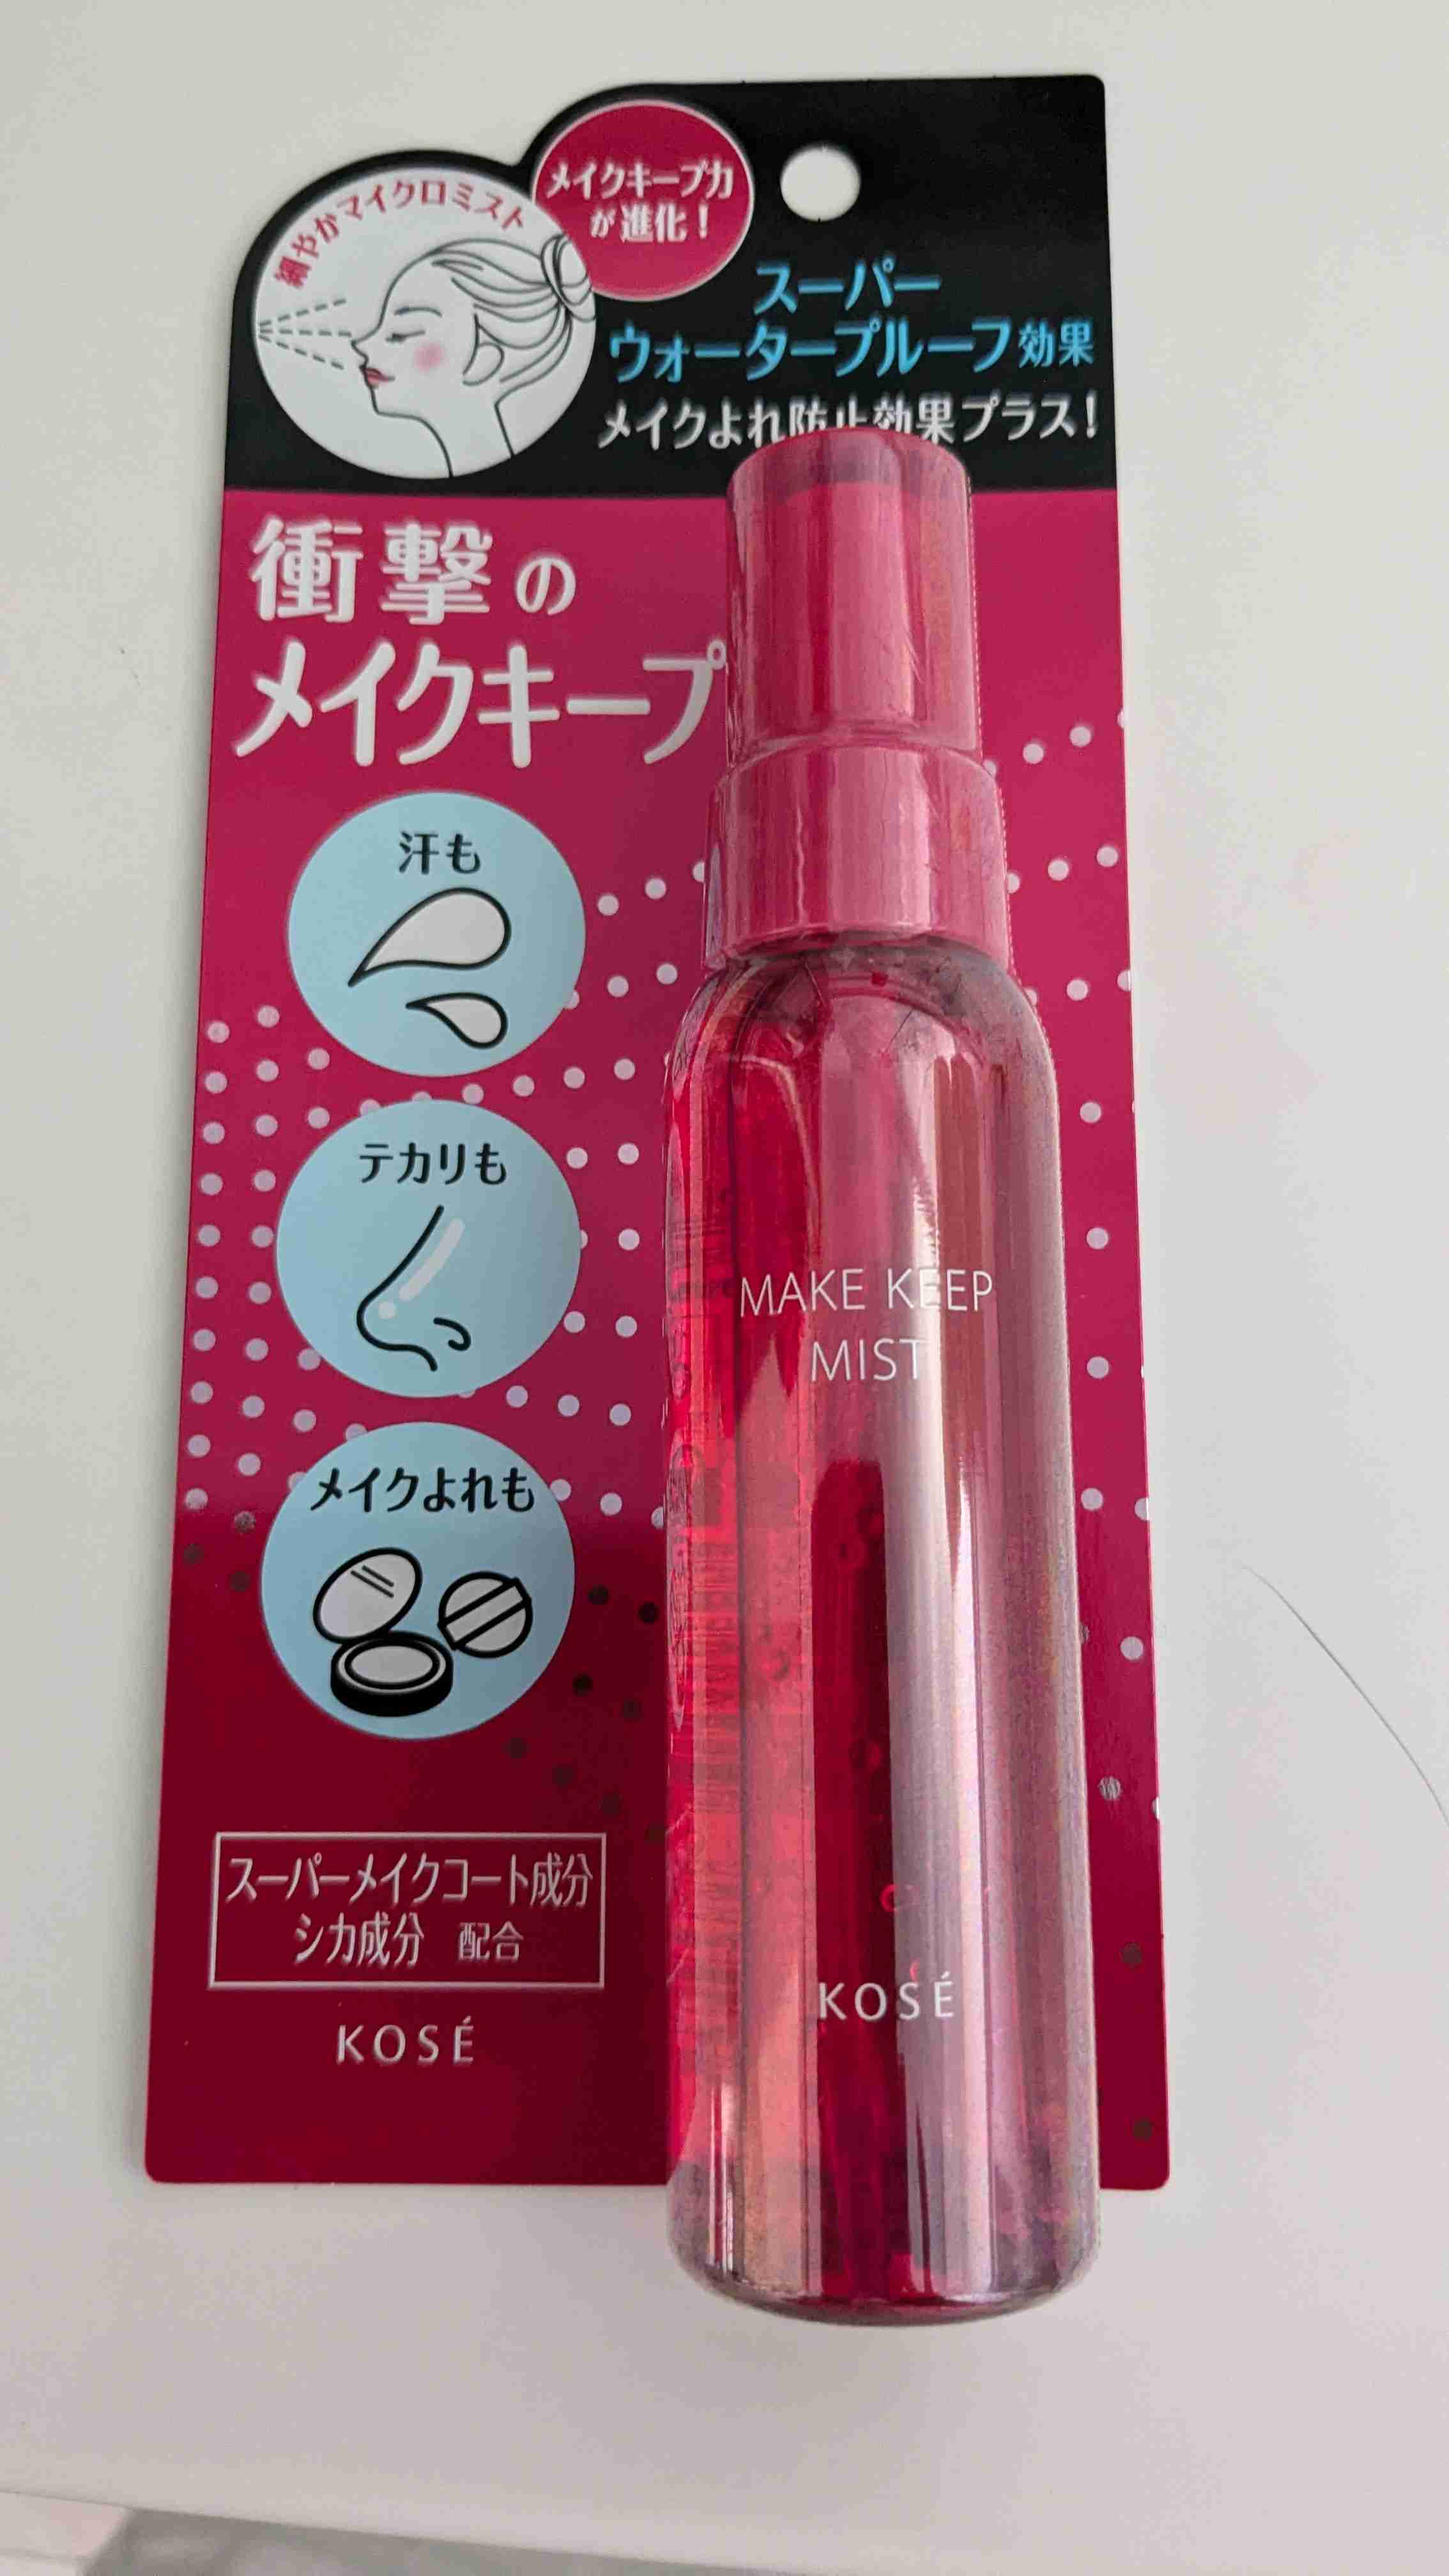 細やかマイクロミスト
メイクキープ力
が進化!
スーパー
ウォータープルーフ効果
メイクよれ防止効果プラス!
衝撃の
メイクキープ
汗も
テカリも
メイクよれも
スーパーメイクコート成分
シカ成分 配合
KOSÉ
MAKE KEEP
MIST
KOSÉ